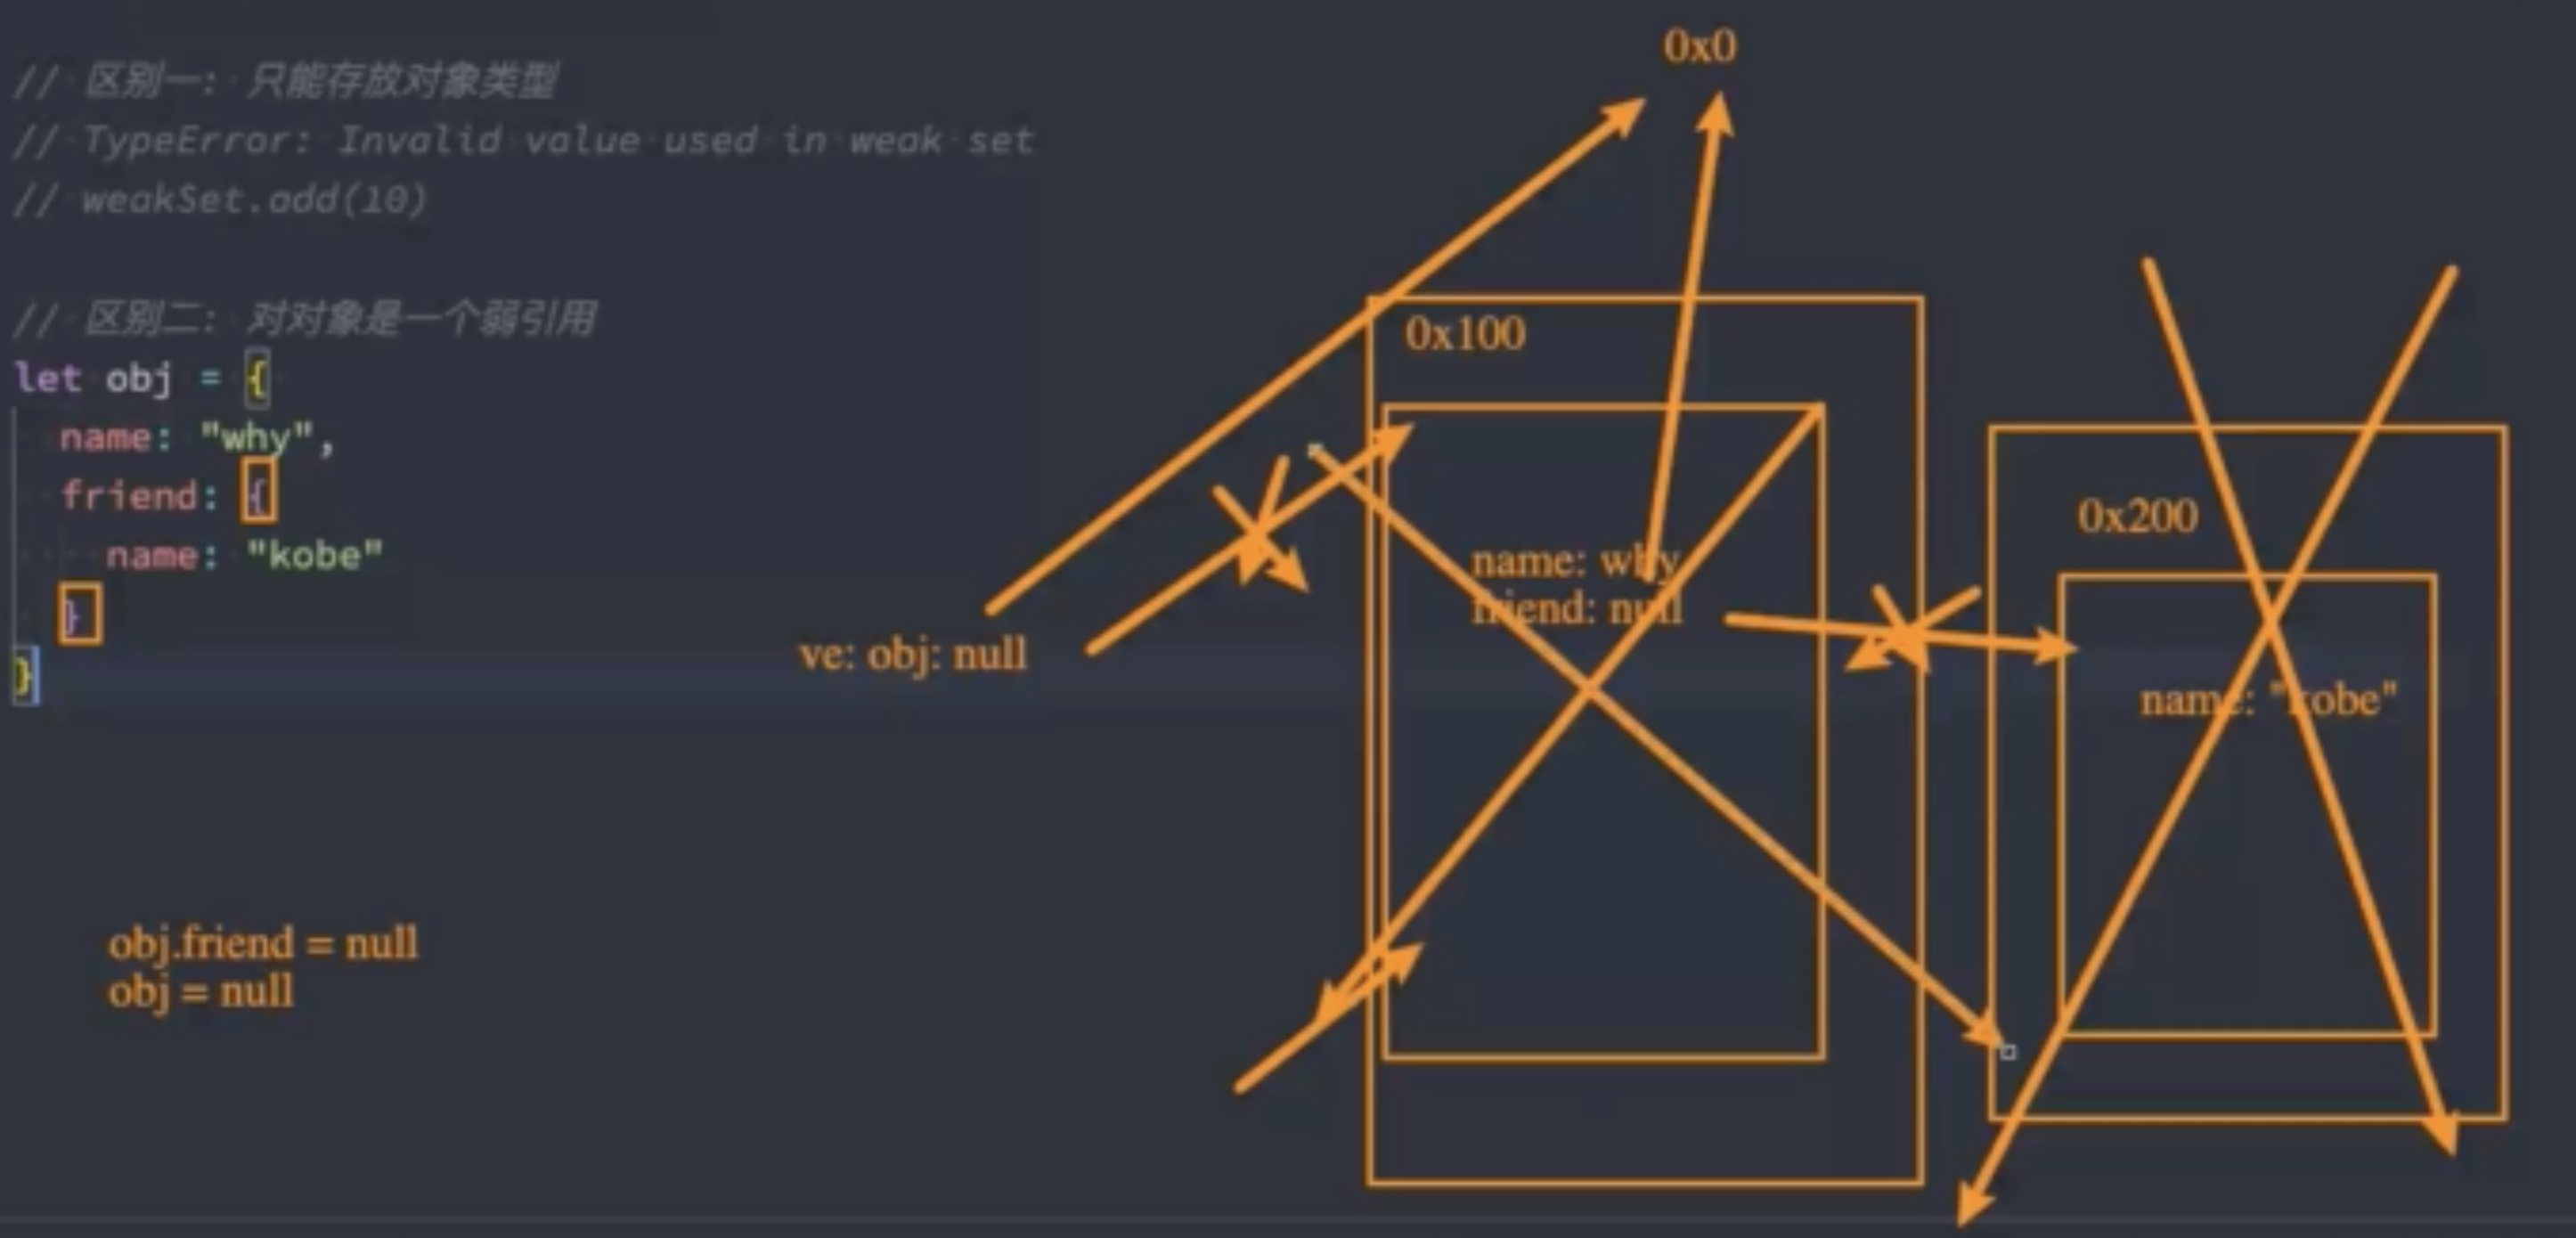 // 区别一: 只能存放对象类型
// TypeError: Invalid value used in weak set
// weakSet.add(10)
// 区别二: 对对象是一个弱引用
let obj = {
name: "why",
friend: {
name: "kobe"
}
}
obj.friend = null
obj = null
ve: obj: null
0x0
0x100
name: why
friend: null
0x200
name: "kobe"